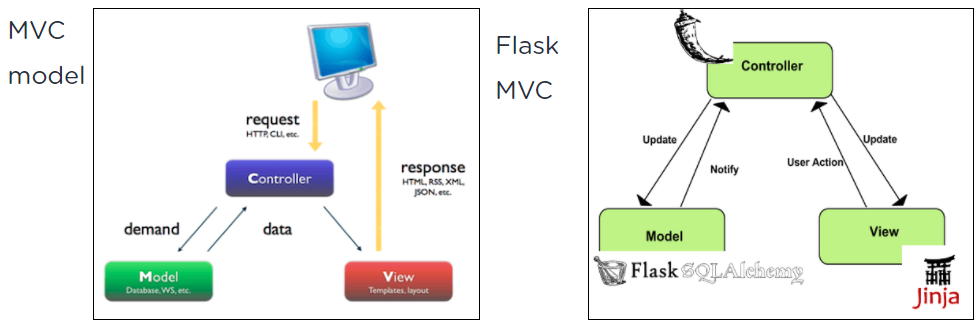 MVC
model
request
HTTP, CLI, etc.
response
HTML, RSS, XML,
JSON, etc.
Controller
demand
data
Model
Database, WS, etc.
View
Templates, layout
Flask
MVC
Controller
Update
Notify
User Action
Update
Model
View
Flask SQLAlchemy
Jinja